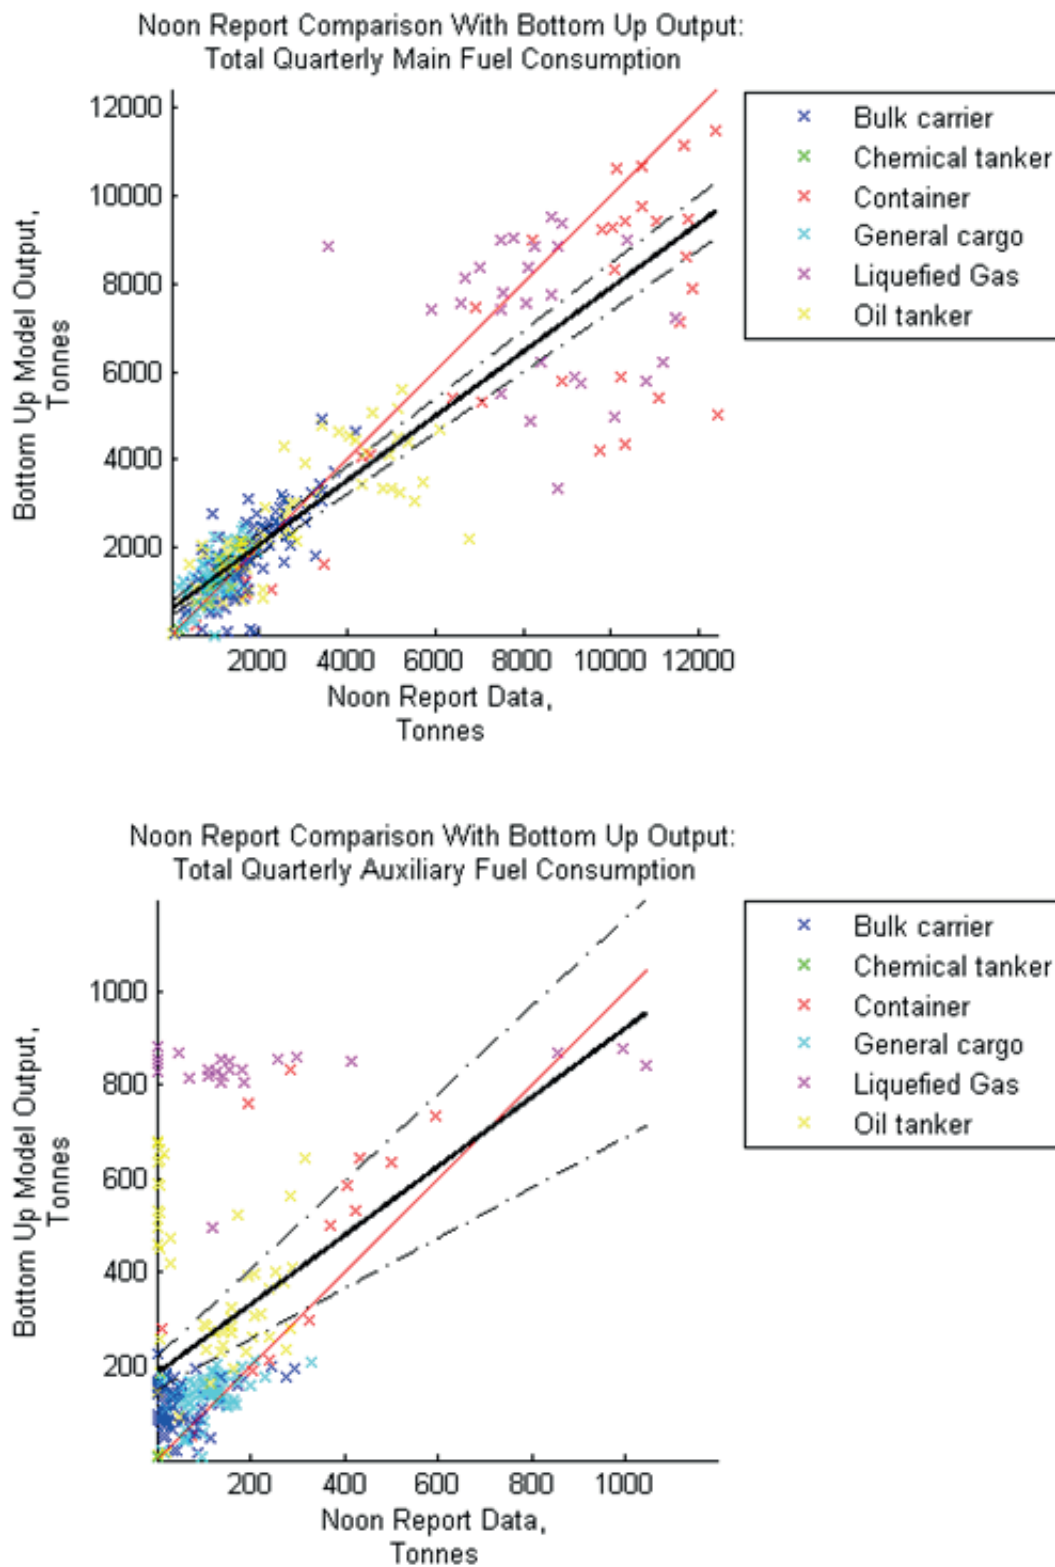 Noon Report Comparison With Bottom Up Output:
Total Quarterly Main Fuel Consumption
12000
10000
8000
6000
4000
2000
Bottom Up Model Output,
Tonnes
2000 4000 6000 8000 10000 12000
Noon Report Data,
Tonnes
Bulk carrier
Chemical tanker
Container
General cargo
Liquefied Gas
Oil tanker
Noon Report Comparison With Bottom Up Output:
Total Quarterly Auxiliary Fuel Consumption
1000
800
600
400
200
Bottom Up Model Output,
Tonnes
200 400 600 800 1000
Noon Report Data,
Tonnes
Bulk carrier
Chemical tanker
Container
General cargo
Liquefied Gas
Oil tanker